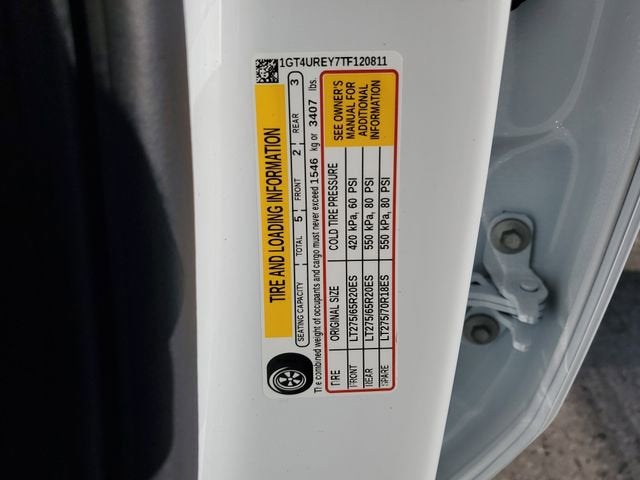 1GT4UREY7TF120811
TIRE AND LOADING INFORMATION
SEATING CAPACITY TOTAL 5 FRONT 2 REAR 3
The combined weight of occupants and cargo must never exceed 1546 kg or 3407 lbs.
TIRE ORIGINAL SIZE COLD TIRE PRESSURE
FRONT LT275/65R20ES 420 kPa, 60 PSI
REAR LT275/65R20ES 550 kPa, 80 PSI
SPARE LT275/70R18ES 550 kPa, 80 PSI
SEE OWNER'S
MANUAL FOR
ADDITIONAL
INFORMATION